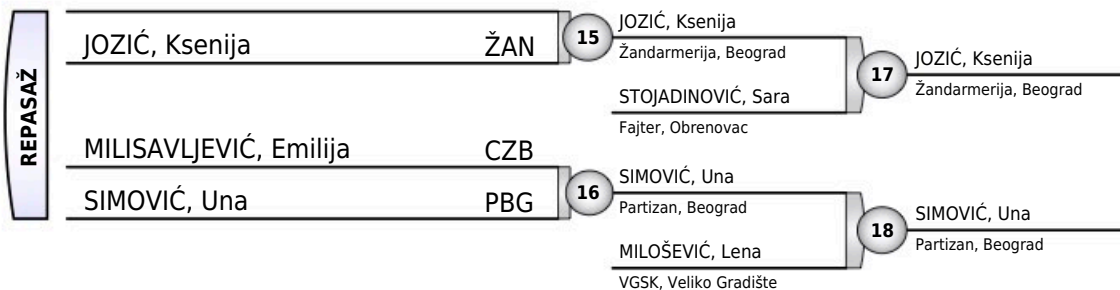 REPASAŽ
JOZIĆ, Ksenija ŽAN
MILISAVLJEVIĆ, Emilija CZB
SIMOVIĆ, Una PBG
15
JOZIĆ, Ksenija
Žandarmerija, Beograd
STOJADINOVIĆ, Sara
Fajter, Obrenovac
16
SIMOVIĆ, Una
Partizan, Beograd
MILOŠEVIĆ, Lena
VGSK, Veliko Gradište
17
JOZIĆ, Ksenija
Žandarmerija, Beograd
18
SIMOVIĆ, Una
Partizan, Beograd